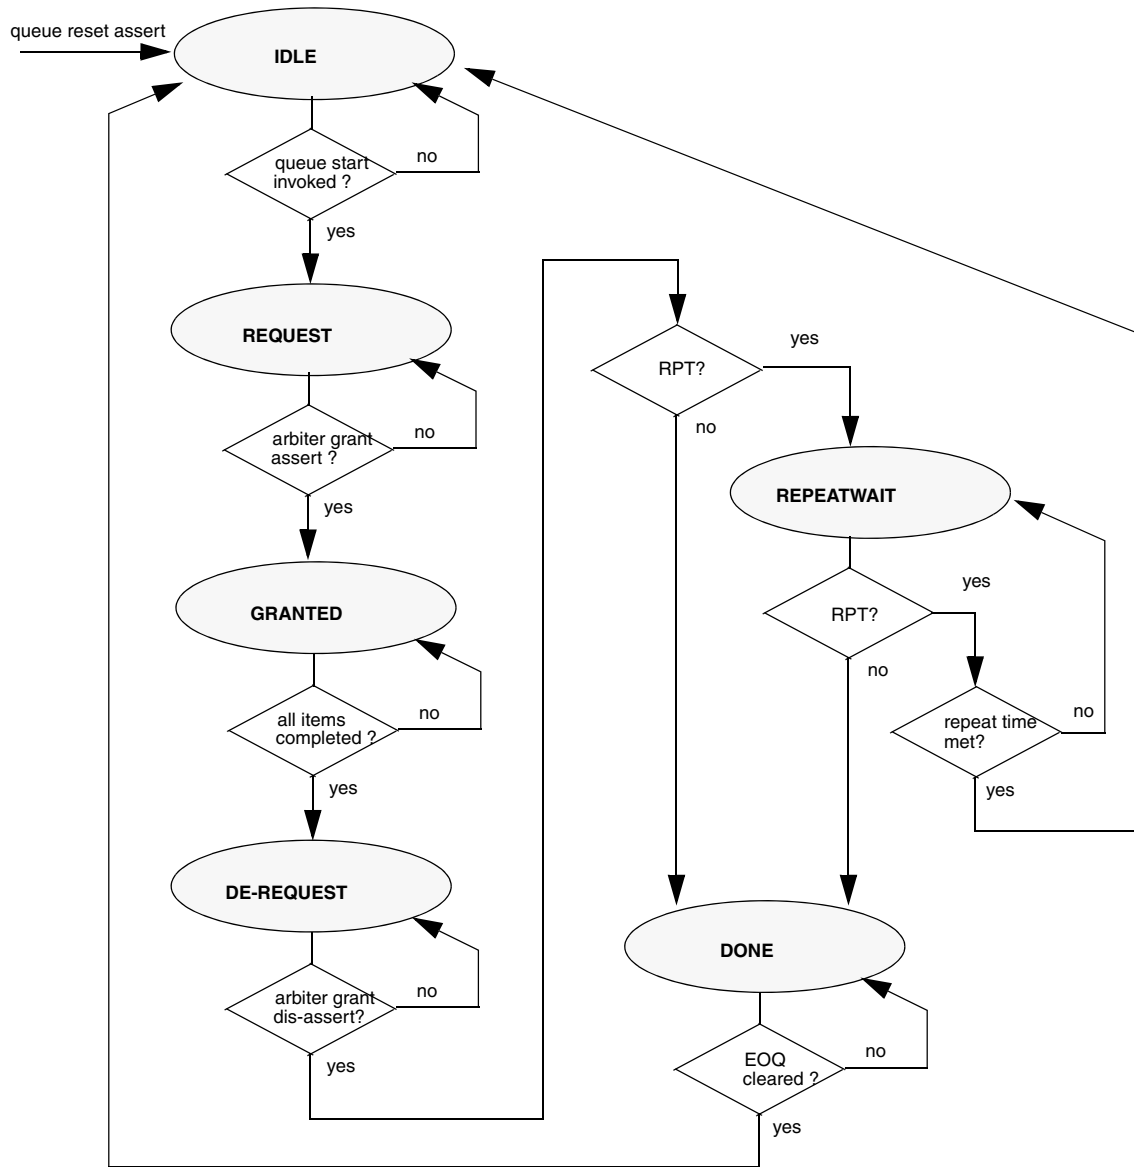 queue reset assert
IDLE
queue start
invoked ?
no
yes
REQUEST
arbiter grant
assert ?
no
yes
GRANTED
all items
completed ?
no
yes
DE-REQUEST
arbiter grant
dis-assert?
no
yes
RPT?
yes
no
REPEATWAIT
RPT?
yes
no
repeat time
met?
no
yes
DONE
EOQ
cleared ?
no
yes